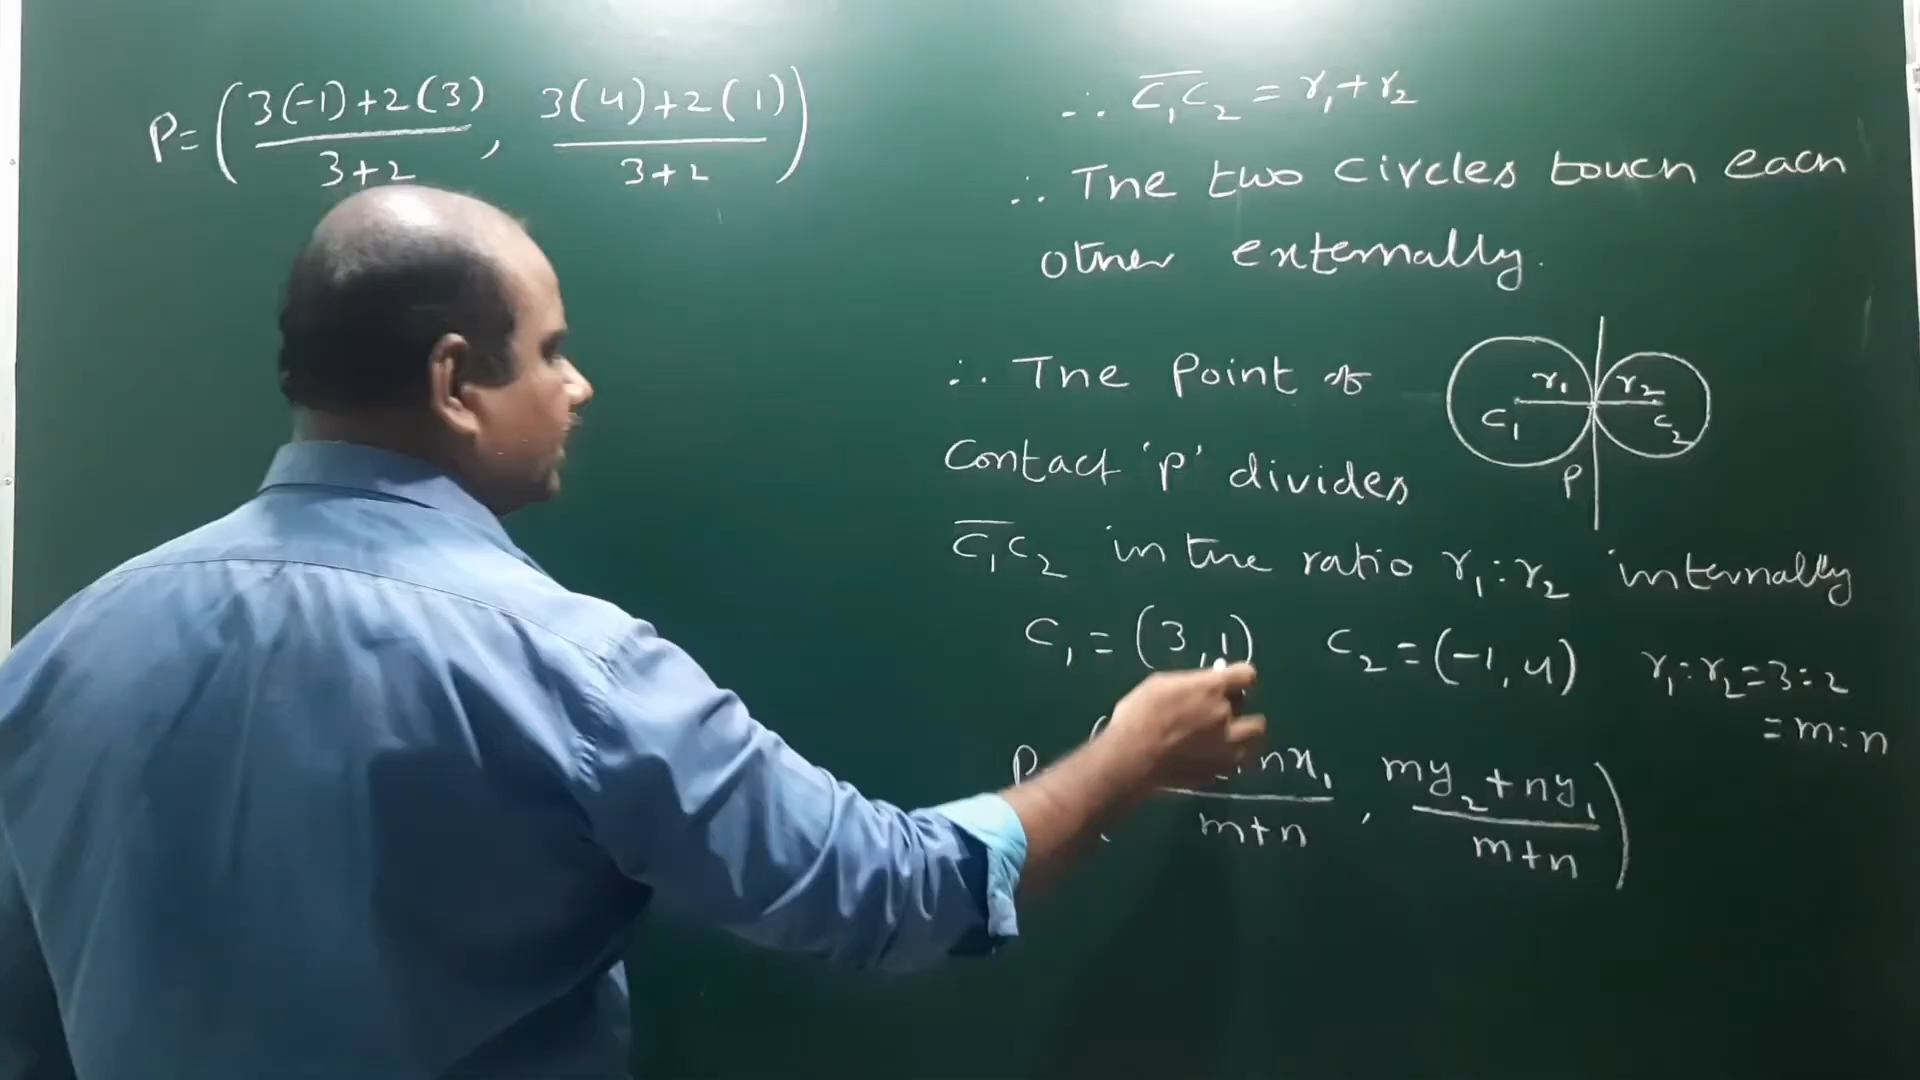 P = ( 3(-1)+2(3) / 3+2 , 3(4)+2(1) / 3+2 )
∴ C₁C₂ = r₁+r₂
∴ The two circles touch each
other externally.
∴ The point of
contact 'p' divides
C₁C₂ in the ratio r₁:r₂ internally
r₁ r₂
C₁ C₂
P
C₁ = (3,1) C₂ = (-1,4) r₁:r₂ = 3:2
= m:n
P nx₁ / m+n , my₂+ny₁ / m+n )